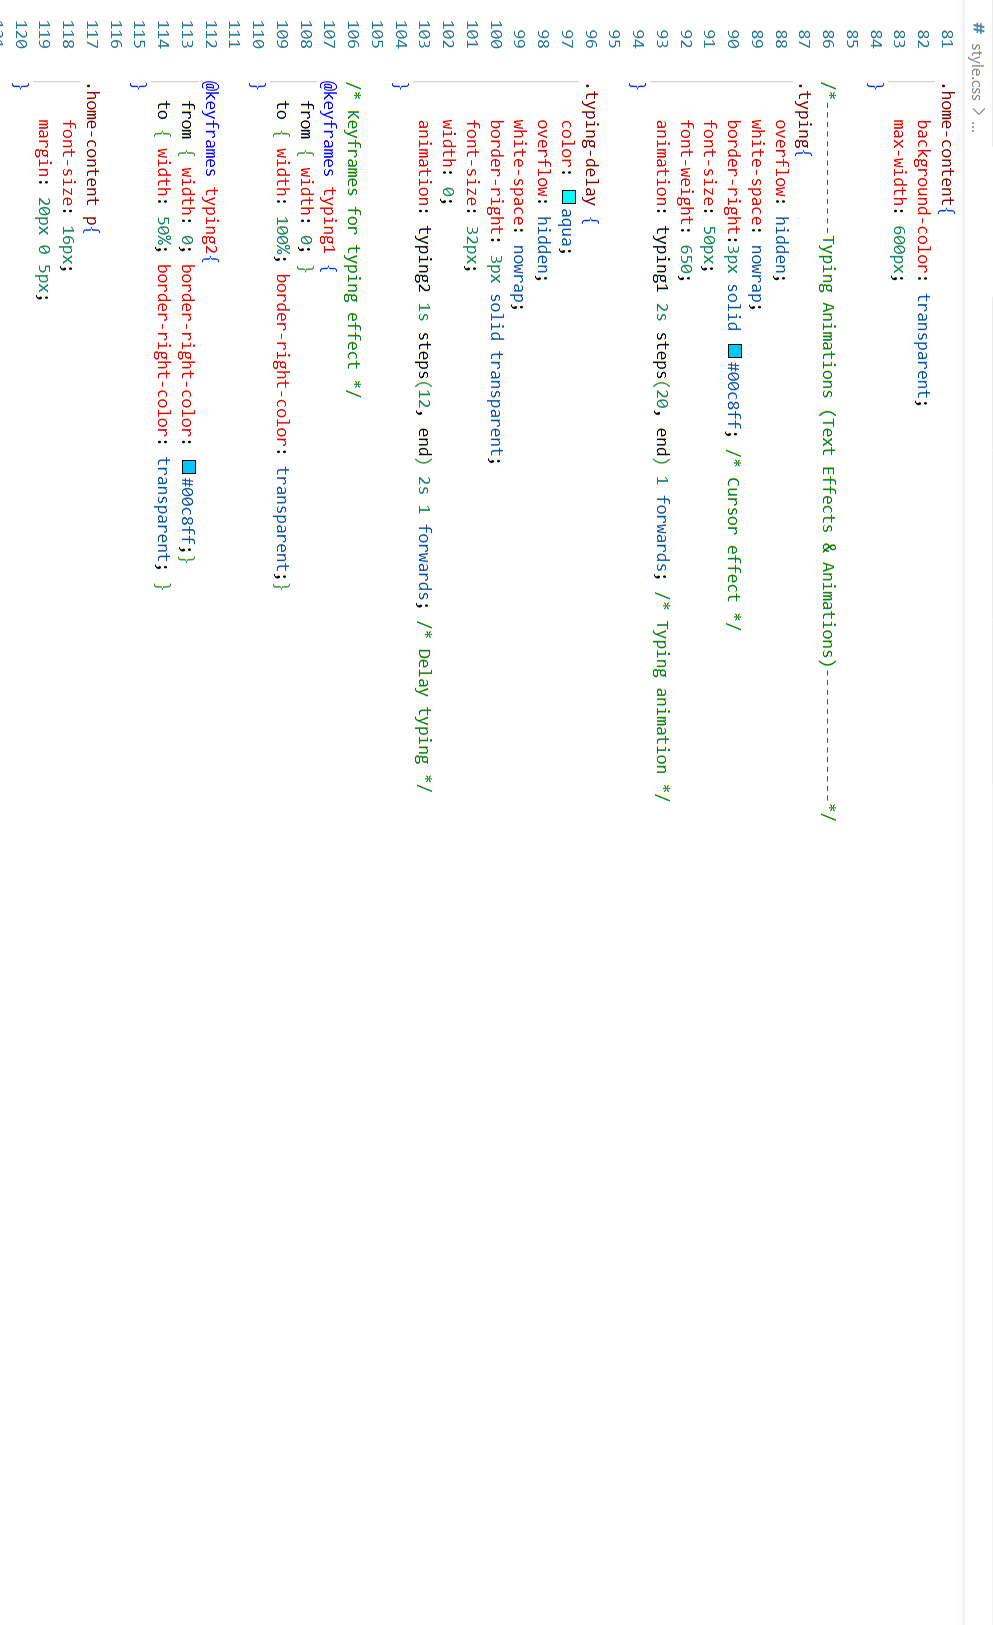 # style.css > ...
81 .home-content{
82 background-color: transparent;
83 max-width: 600px;
84 }
85
86 /*--------------Typing Animations (Text Effects & Animations)--------------*/
87 .typing{
88 overflow: hidden;
89 white-space: nowrap;
90 border-right:3px solid #00c8ff; /* Cursor effect */
91 font-size: 50px;
92 font-weight: 650;
93 animation: typing1 2s steps(20, end) 1 forwards; /* Typing animation */
94 }
95
96 .typing-delay {
97 color: aqua;
98 overflow: hidden;
99 white-space: nowrap;
100 border-right: 3px solid transparent;
101 font-size: 32px;
102 width: 0;
103 animation: typing2 1s steps(12, end) 2s 1 forwards; /* Delay typing */
104 }
105
106 /* Keyframes for typing effect */
107 @keyframes typing1 {
108 from { width: 0; }
109 to { width: 100%; border-right-color: transparent;}
110 }
111
112 @keyframes typing2{
113 from { width: 0; border-right-color: #00c8ff;}
114 to { width: 50%; border-right-color: transparent; }
115 }
116
117 .home-content p{
118 font-size: 16px;
119 margin: 20px 0 5px;
120 }